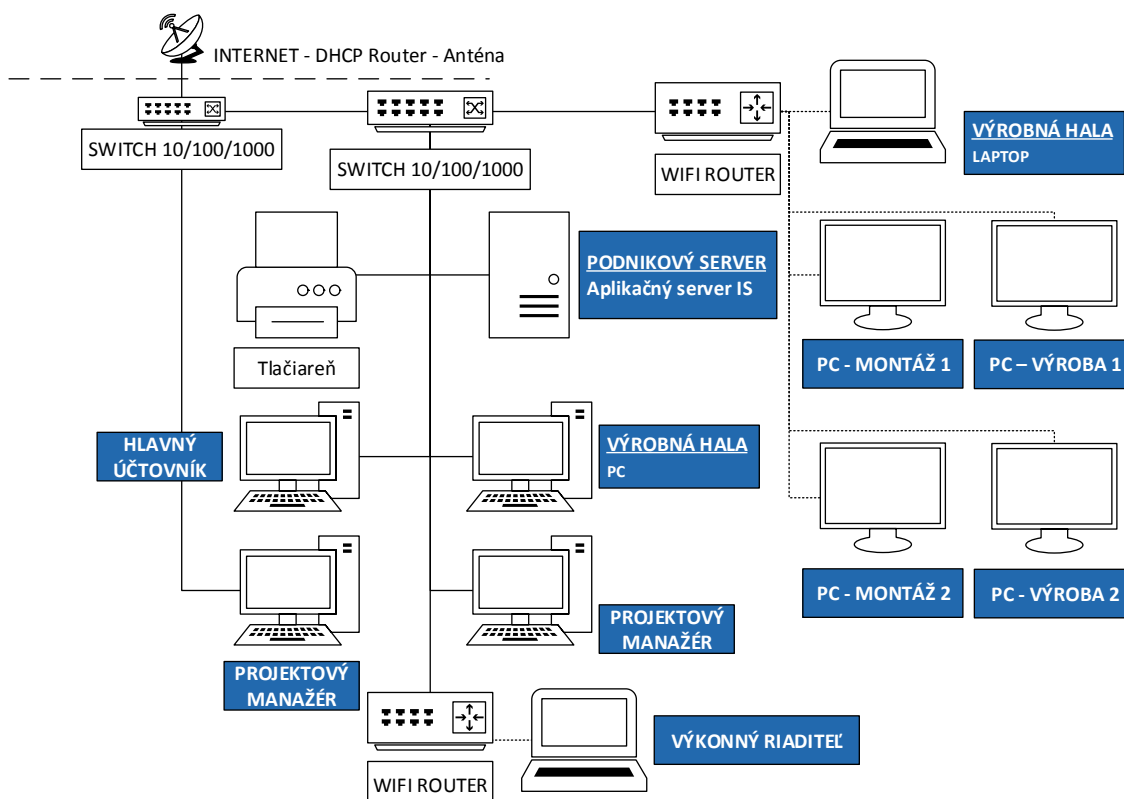 INTERNET - DHCP Router - Anténa
SWITCH 10/100/1000
SWITCH 10/100/1000
WIFI ROUTER
VÝROBNÁ HALA
LAPTOP
PODNIKOVÝ SERVER
Aplikačný server IS
Tlačiareň
PC - MONTÁŽ 1
PC – VÝROBA 1
HLAVNÝ
ÚČTOVNÍK
VÝROBNÁ HALA
PC
PC - MONTÁŽ 2
PC - VÝROBA 2
PROJEKTOVÝ
MANAŽÉR
PROJEKTOVÝ
MANAŽÉR
WIFI ROUTER
VÝKONNÝ RIADITEĽ